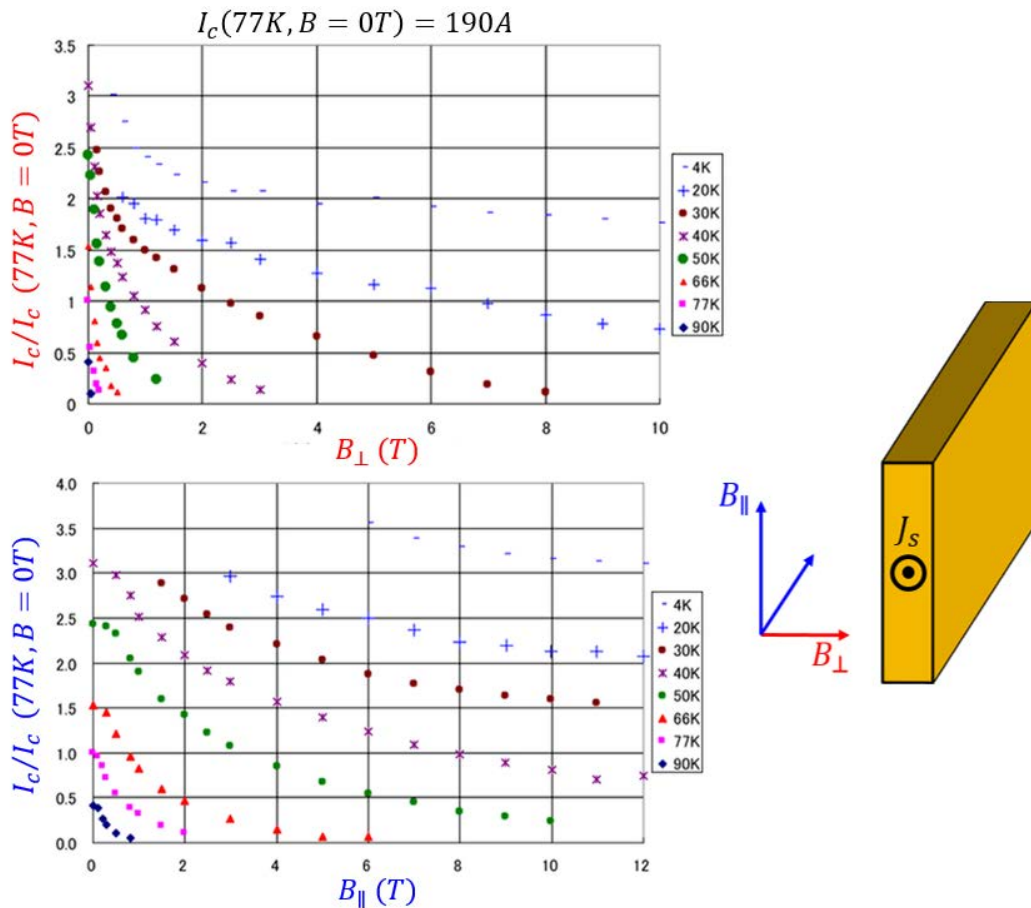 I_c(77K, B = 0T) = 190A
I_c/I_c (77K, B = 0T)
3.5
3
2.5
2
1.5
1
0.5
0
0 2 4 6 8 10
B_⊥ (T)
4K
20K
30K
40K
50K
66K
77K
90K
I_c/I_c (77K, B = 0T)
4.0
3.5
3.0
2.5
2.0
1.5
1.0
0.5
0.0
0 2 4 6 8 10 12
B_∥ (T)
4K
20K
30K
40K
50K
66K
77K
90K
B_∥
B_⊥
J_s